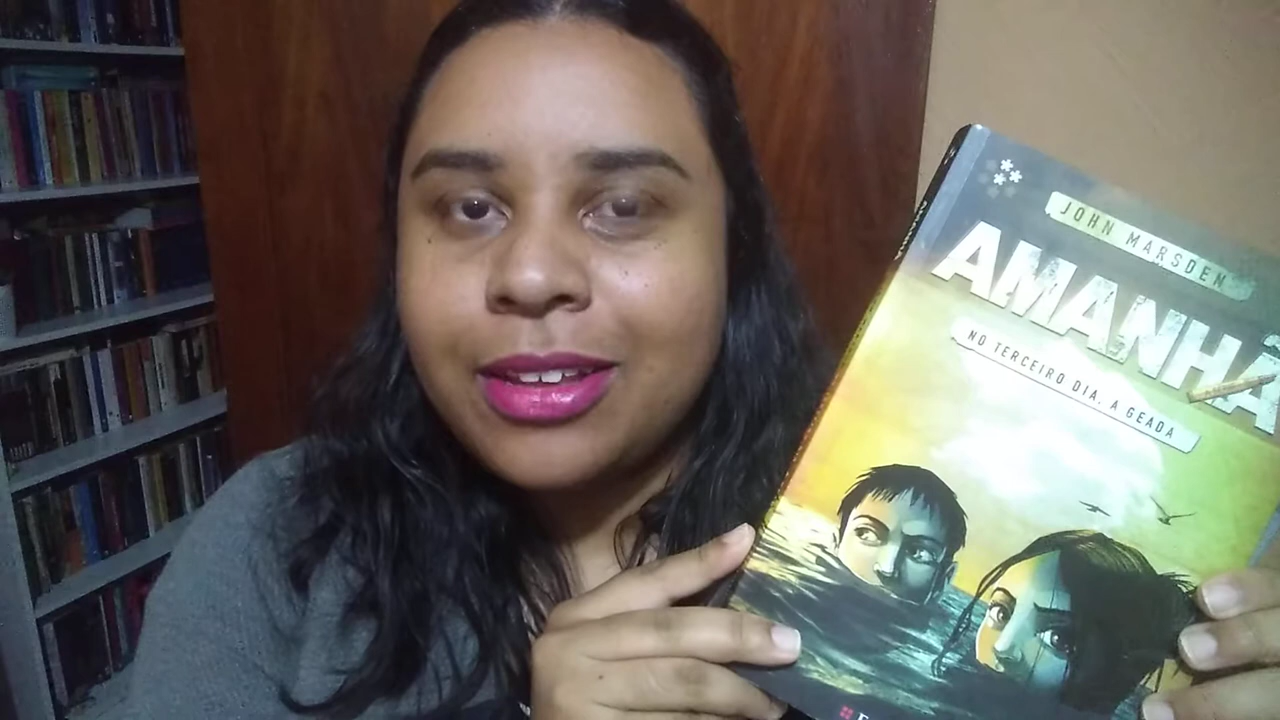 JOHN MARSDEN
AMANHÃ
NO TERCEIRO DIA, A GEADA